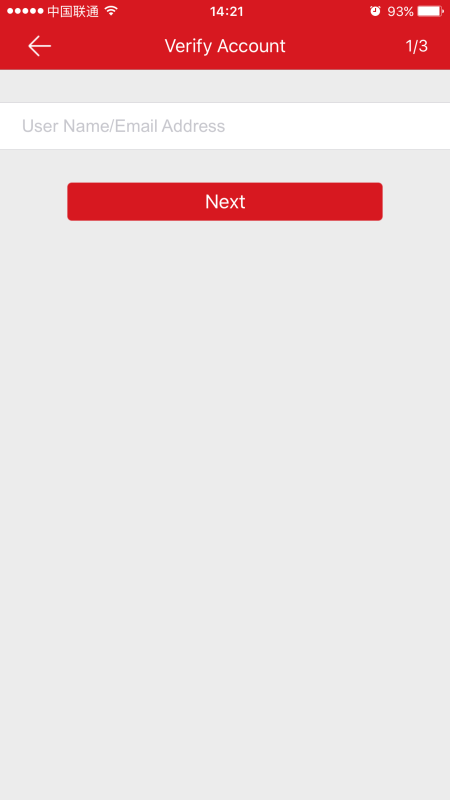 中国联通 14:21 93%
Verify Account 1/3
User Name/Email Address
Next